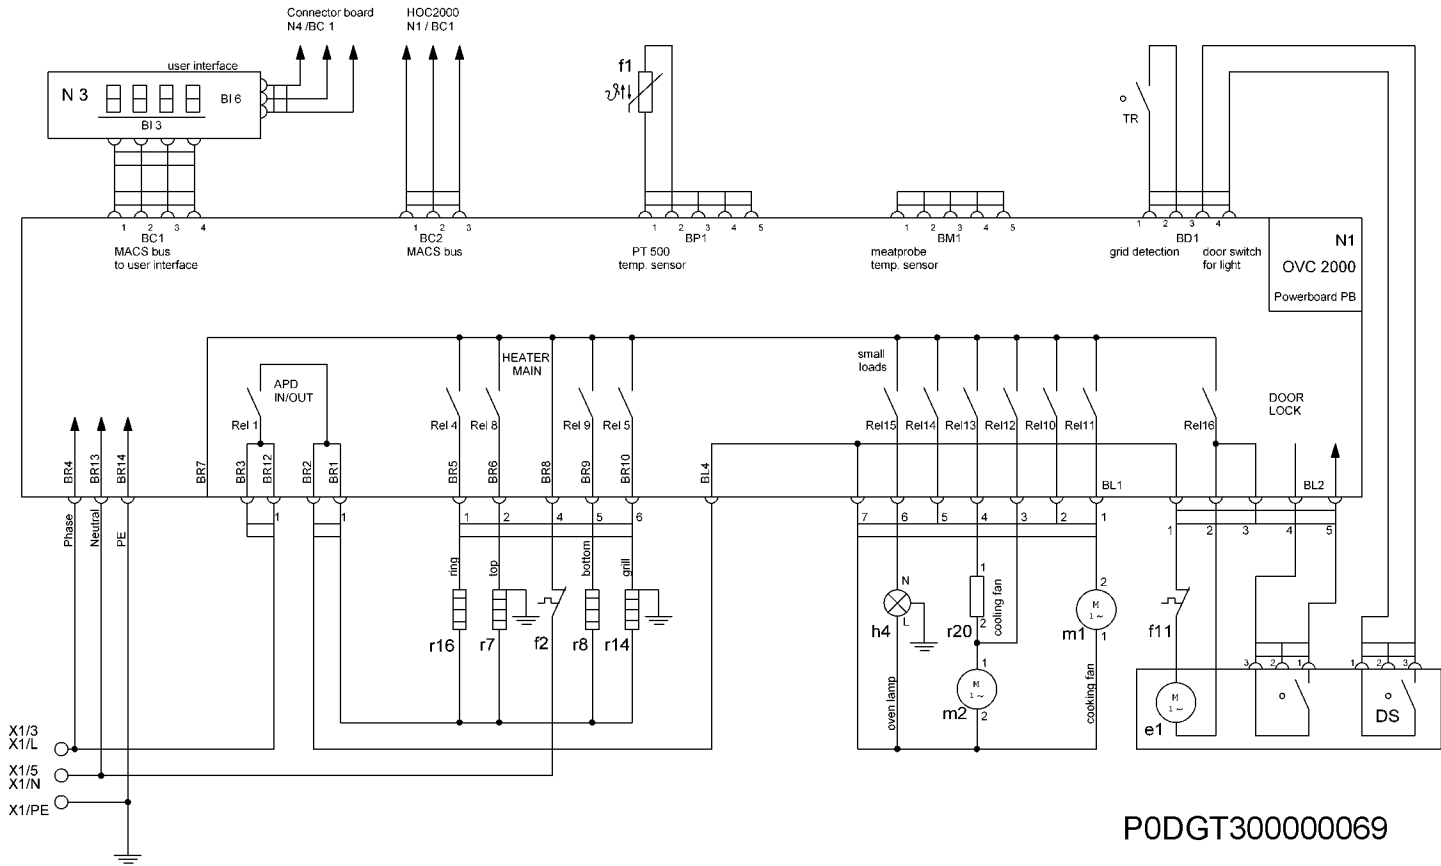 Connector board
N4 /BC 1
HOC2000
N1 / BC1
user interface
N 3
BI 6
BI 3
f1
TR
1 2 3 4
BC1
MACS bus
to user interface
1 2 3
BC2
MACS bus
1 2 3 4 5
BP1
PT 500
temp. sensor
1 2 3 4 5
BM1
meatprobe
temp. sensor
1 2 3 4
BD1
grid detection
door switch
for light
N1
OVC 2000
Powerboard PB
HEATER
MAIN
small
loads
APD
IN/OUT
DOOR
LOCK
Rel 1
Rel 4
Rel 8
Rel 9
Rel 5
Rel15
Rel14
Rel13
Rel12
Rel10
Rel11
Rel16
BR4
BR13
BR14
BR7
BR3
BR12
BR2
BR1
BR5
BR6
BR8
BR9
BR10
BL4
BL1
BL2
Phase
Neutral
PE
1
1
1 2 4 5 6
7 6 5 4 3 2 1
1 2 3 4 5
ring
top
bottom
grill
r16
r7
f2
r8
r14
N
h4
L
oven lamp
1
r20
2
cooling fan
1
M
1 ~
m2
2
2
M
1 ~
m1
1
cooking fan
f11
3 2 1
1 2 3
M
1 ~
e1
DS
X1/3
X1/L
X1/5
X1/N
X1/PE
P0DGT300000069